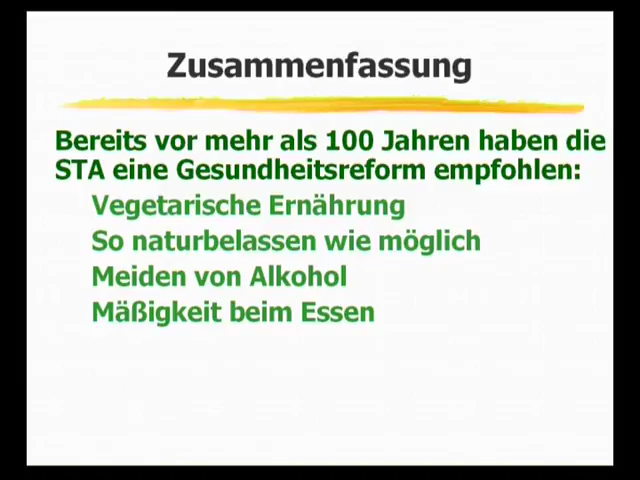 Zusammenfassung
Bereits vor mehr als 100 Jahren haben die
STA eine Gesundheitsreform empfohlen:
Vegetarische Ernährung
So naturbelassen wie möglich
Meiden von Alkohol
Mäßigkeit beim Essen